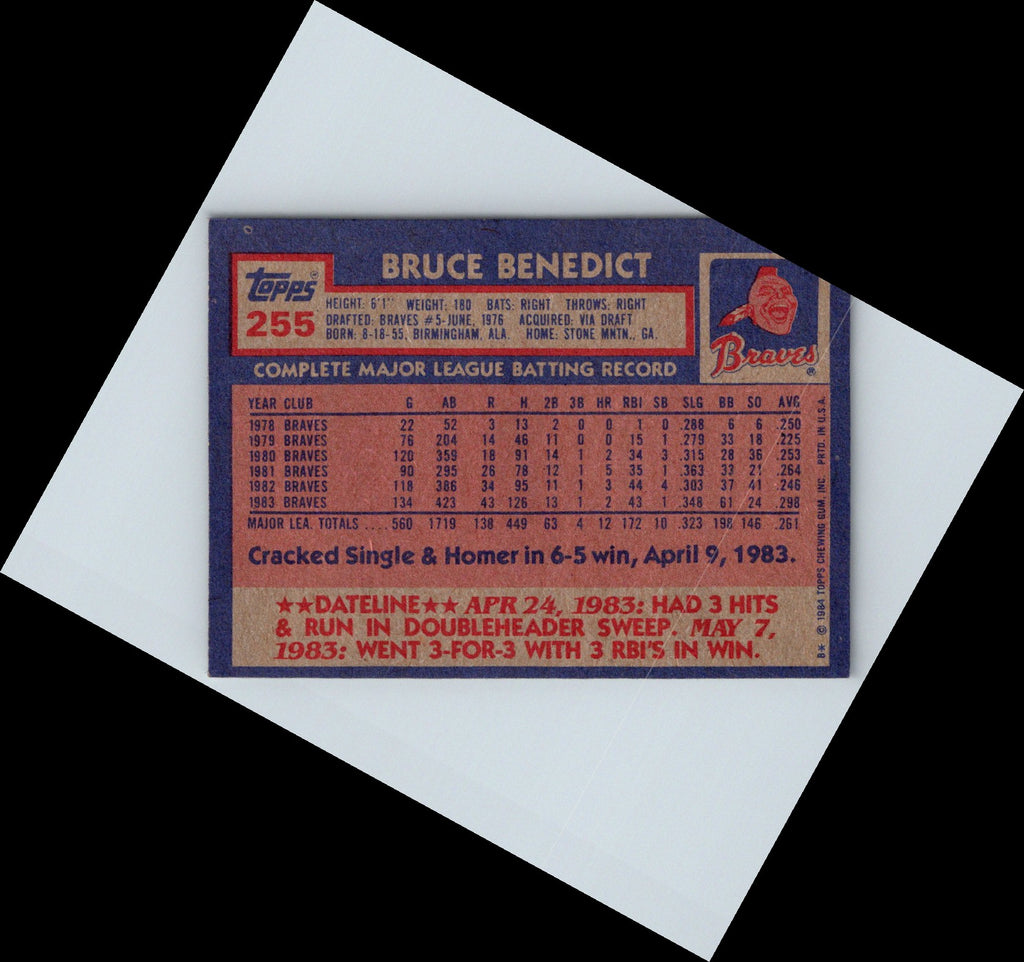 BRUCE BENEDICT
Topps
255
HEIGHT: 6'1" WEIGHT: 180 BATS: RIGHT THROWS: RIGHT
DRAFTED: BRAVES #5-JUNE, 1976 ACQUIRED: VIA DRAFT
BORN: 8-18-55, BIRMINGHAM, ALA. HOME: STONE MNTN., GA.
Braves
COMPLETE MAJOR LEAGUE BATTING RECORD
YEAR CLUB G AB R H 2B 3B HR RBI SB SLG BB SO AVG
1978 BRAVES 22 52 3 13 2 0 0 1 0 .288 6 6 .250
1979 BRAVES 76 204 14 46 11 0 0 15 1 .279 33 18 .225
1980 BRAVES 120 359 18 91 14 1 2 34 3 .315 28 36 .253
1981 BRAVES 90 295 26 78 12 1 5 35 1 .363 33 21 .264
1982 BRAVES 118 386 34 95 11 1 3 44 4 .303 37 41 .246
1983 BRAVES 134 423 43 126 13 1 2 43 1 .348 61 24 .298
MAJOR LEA. TOTALS .... 560 1719 138 449 63 4 12 172 10 .323 198 146 .261
Cracked Single & Homer in 6-5 win, April 9, 1983.
★★DATELINE★★ APR 24, 1983: HAD 3 HITS
& RUN IN DOUBLEHEADER SWEEP. MAY 7,
1983: WENT 3-FOR-3 WITH 3 RBI'S IN WIN.
B* © 1984 TOPPS CHEWING GUM, INC. PRTD. IN U.S.A.